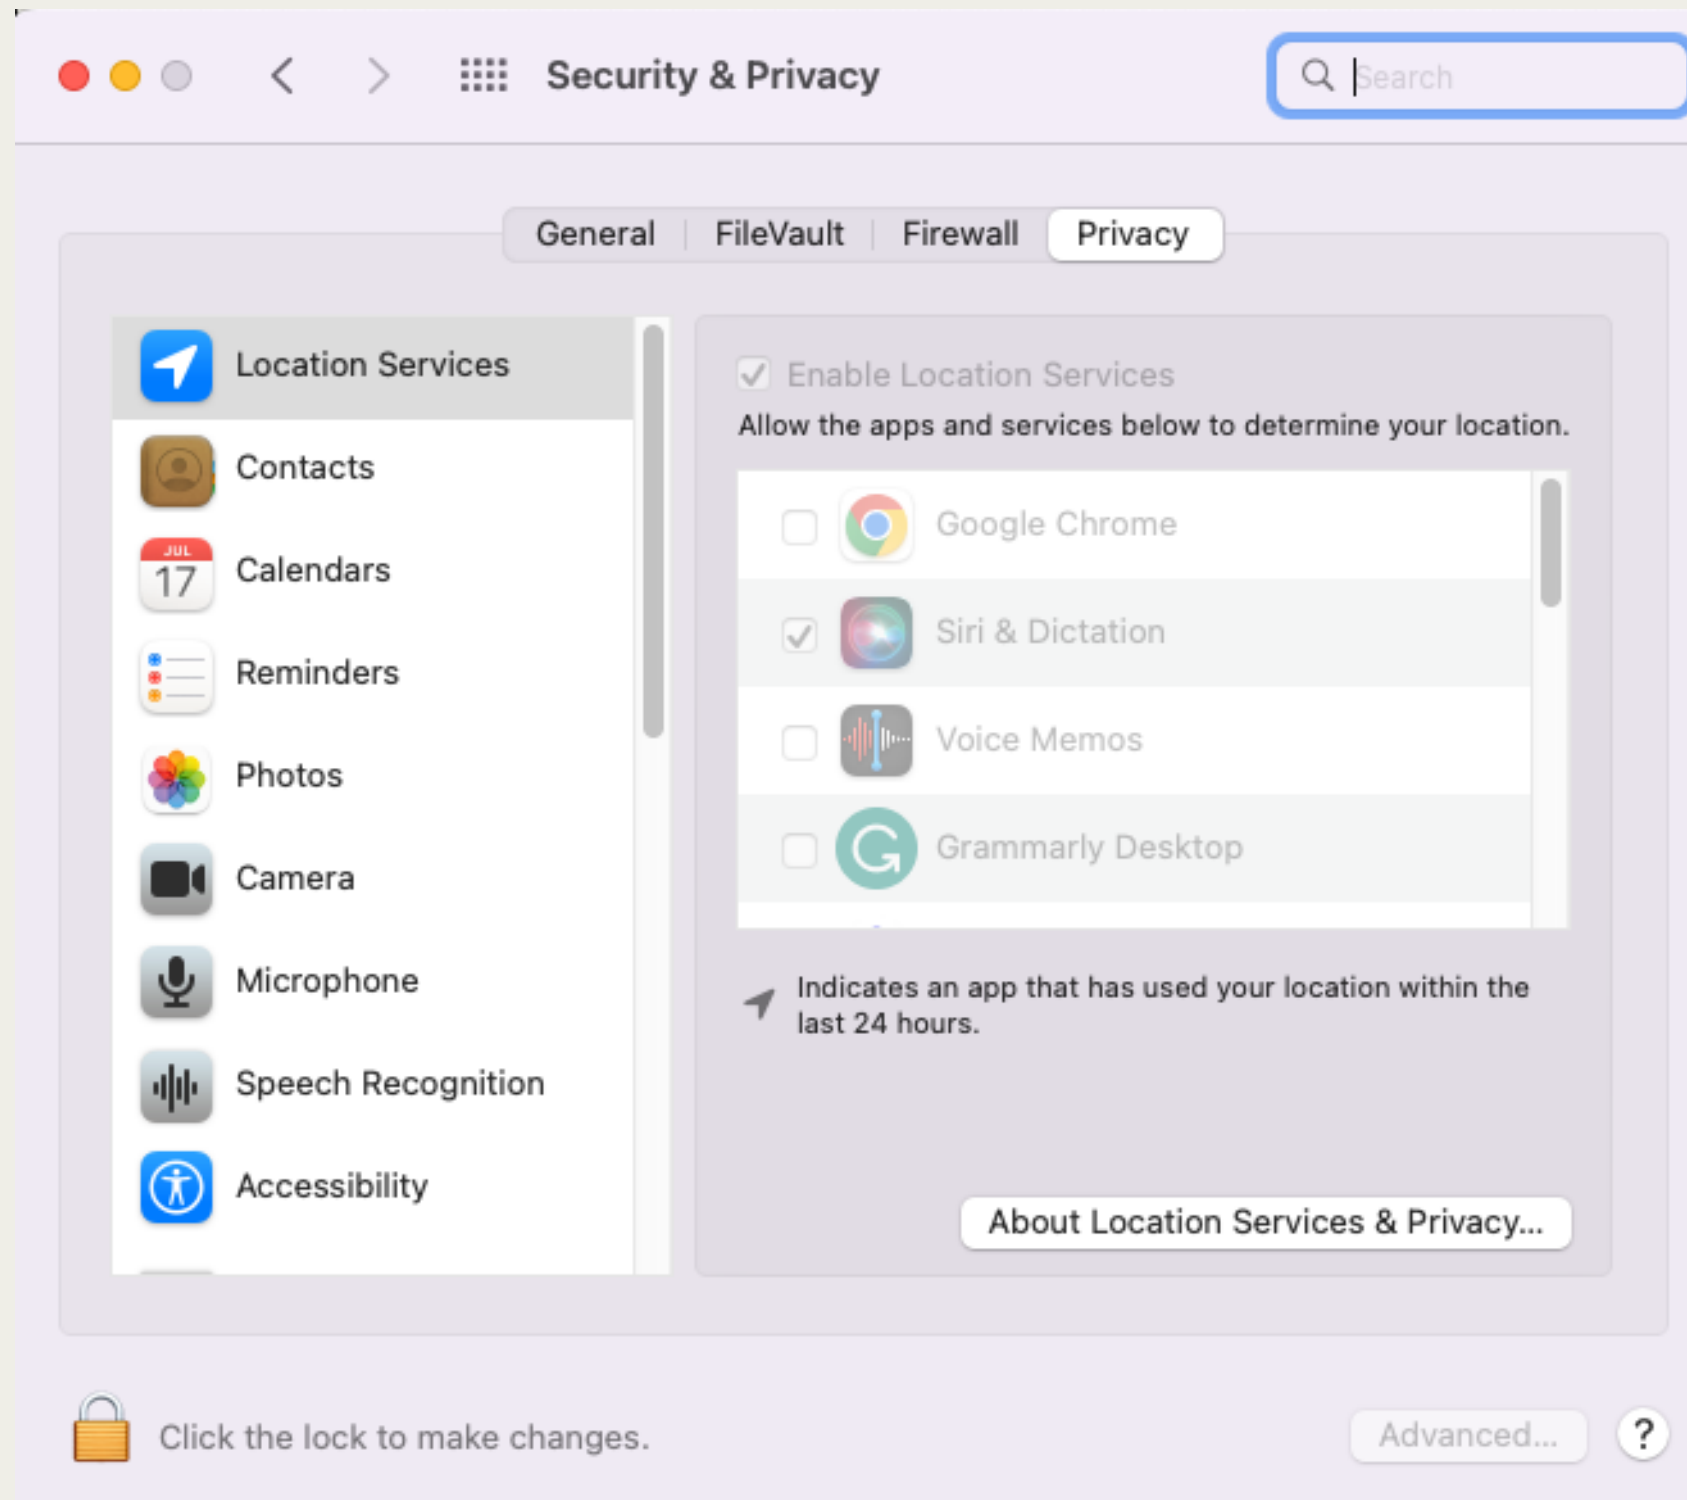 Security & Privacy
Search
General
FileVault
Firewall
Privacy
Location Services
Contacts
JUL
17
Calendars
Reminders
Photos
Camera
Microphone
Speech Recognition
Accessibility
Enable Location Services
Allow the apps and services below to determine your location.
Google Chrome
Siri & Dictation
Voice Memos
Grammarly Desktop
Indicates an app that has used your location within the
last 24 hours.
About Location Services & Privacy...
Click the lock to make changes.
Advanced...
?